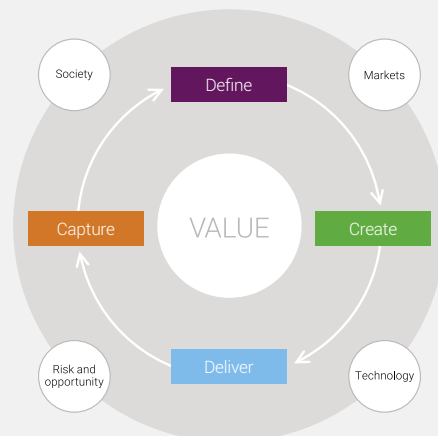 Society
Markets
Define
Capture
VALUE
Create
Deliver
Risk and
opportunity
Technology